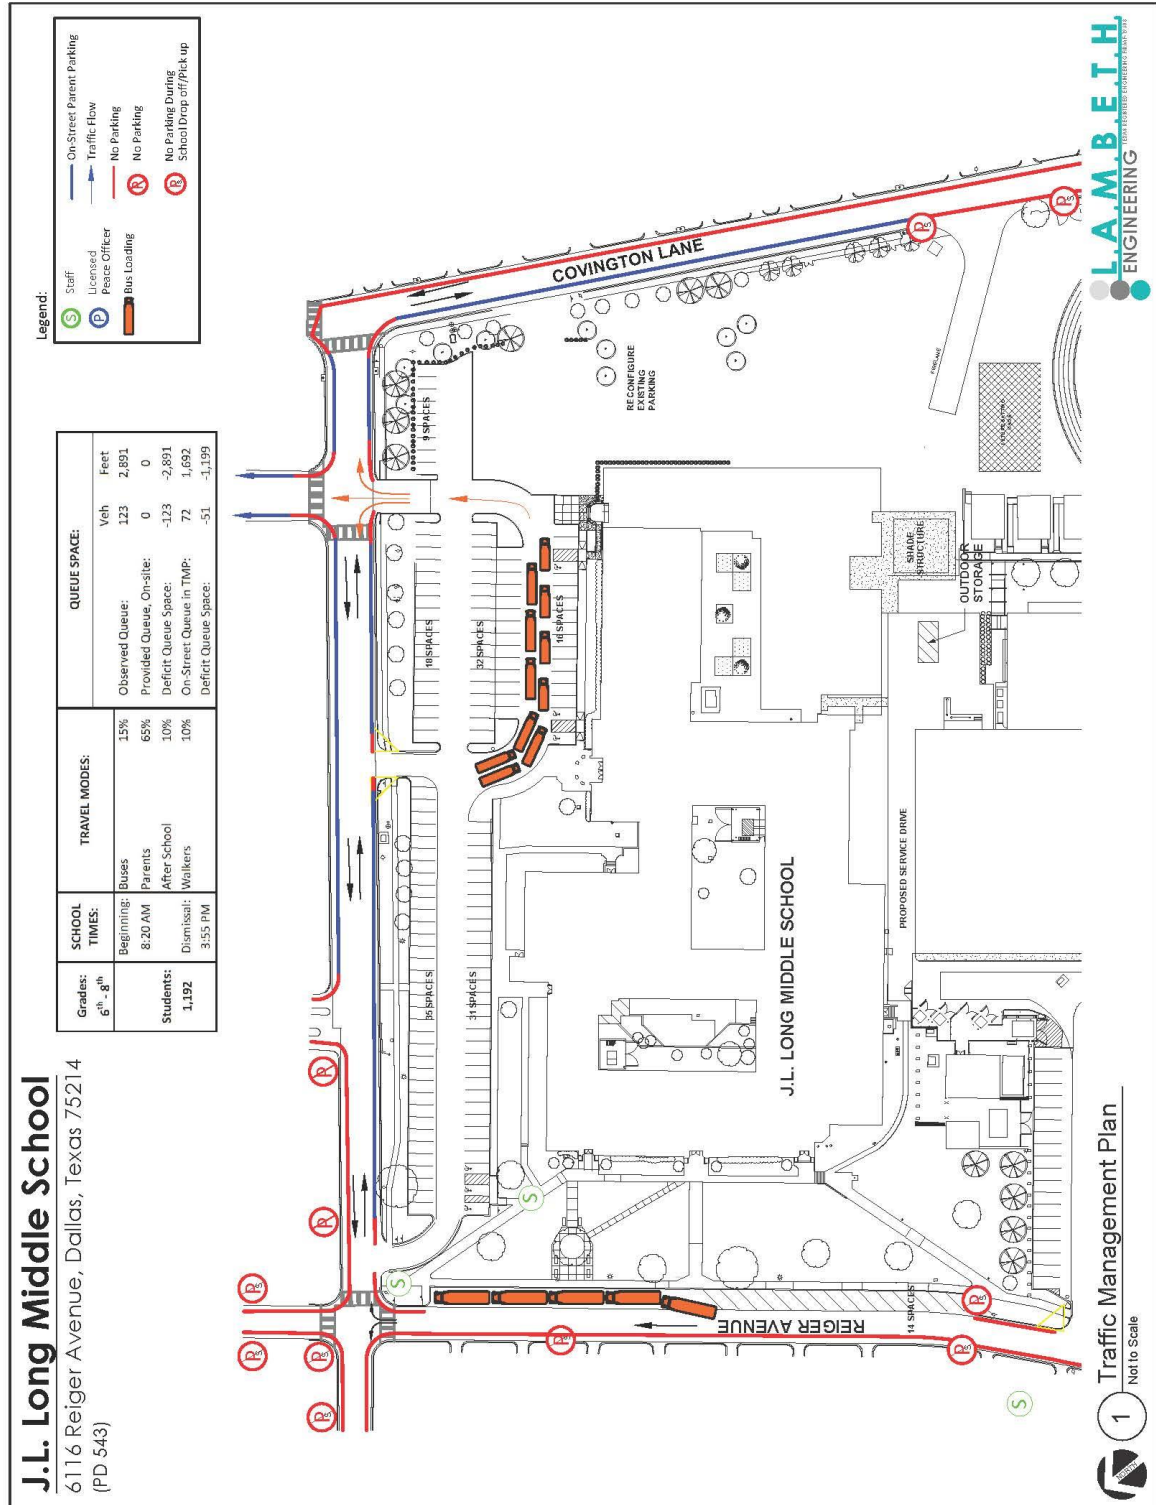 J.L. Long Middle School
6116 Reiger Avenue, Dallas, Texas 75214
(PD 543)
Grades:
6th - 8th
Students:
1,192
SCHOOL
TIMES:
Beginning:
8:20 AM
Dismissal:
3:55 PM
TRAVEL MODES:
Buses 15%
Parents 65%
After School 10%
Walkers 10%
QUEUE SPACE:
Veh Feet
Observed Queue: 123 2,891
Provided Queue, On-site: 0 0
Deficit Queue Space: -123 -2,891
On-Street Queue in TMP: 72 1,692
Deficit Queue Space: -51 -1,199
Legend:
S Staff
P Licensed
Peace Officer
Bus Loading
On-Street Parent Parking
Traffic Flow
No Parking
No Parking
No Parking During
School Drop off/Pick up
COVINGTON LANE
9 SPACES
RECONFIGURE
EXISTING
PARKING
FIRELANE
18 SPACES
32 SPACES
16 SPACES
35 SPACES
31 SPACES
SHADE
STRUCTURE
OUTDOOR
STORAGE
J.L. LONG MIDDLE SCHOOL
PROPOSED SERVICE DRIVE
S
S
S
REIGER AVENUE
14 SPACES
1
Traffic Management Plan
Not to Scale
NORTH
L.A.M.B.E.T.H.
ENGINEERING